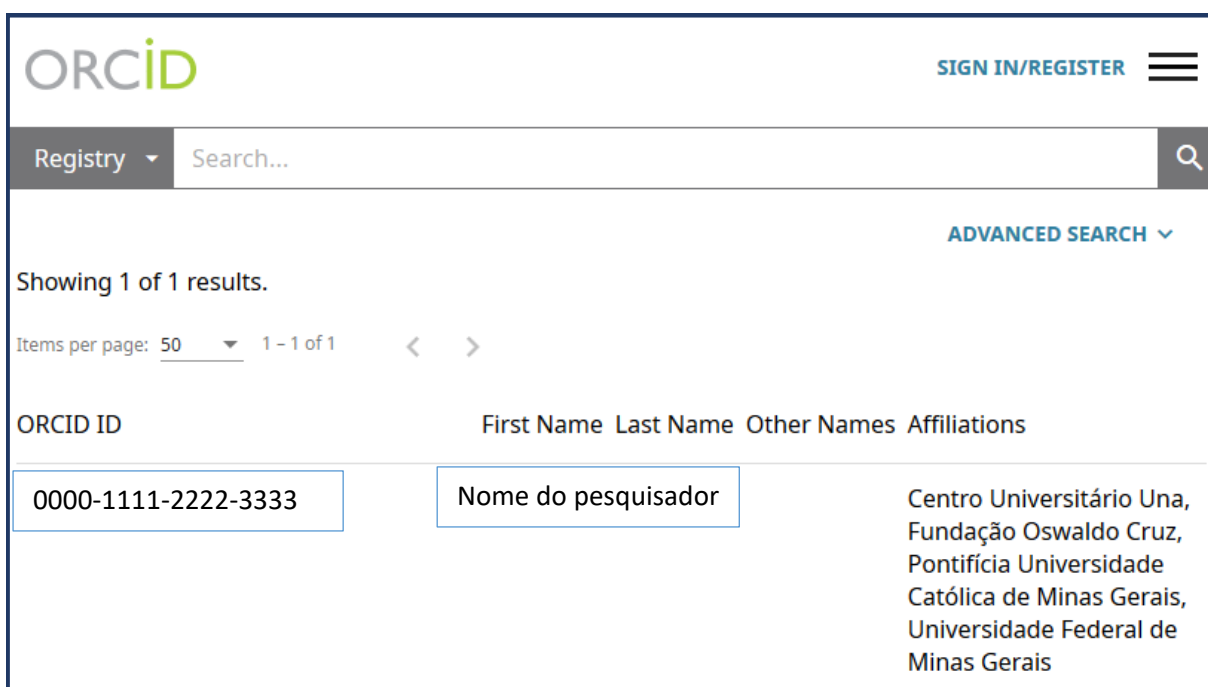 ORCID
SIGN IN/REGISTER
Registry
Search...
ADVANCED SEARCH
Showing 1 of 1 results.
Items per page: 50 1 – 1 of 1
ORCID ID First Name Last Name Other Names Affiliations
0000-1111-2222-3333 Nome do pesquisador Centro Universitário Una,
Fundação Oswaldo Cruz,
Pontifícia Universidade
Católica de Minas Gerais,
Universidade Federal de
Minas Gerais